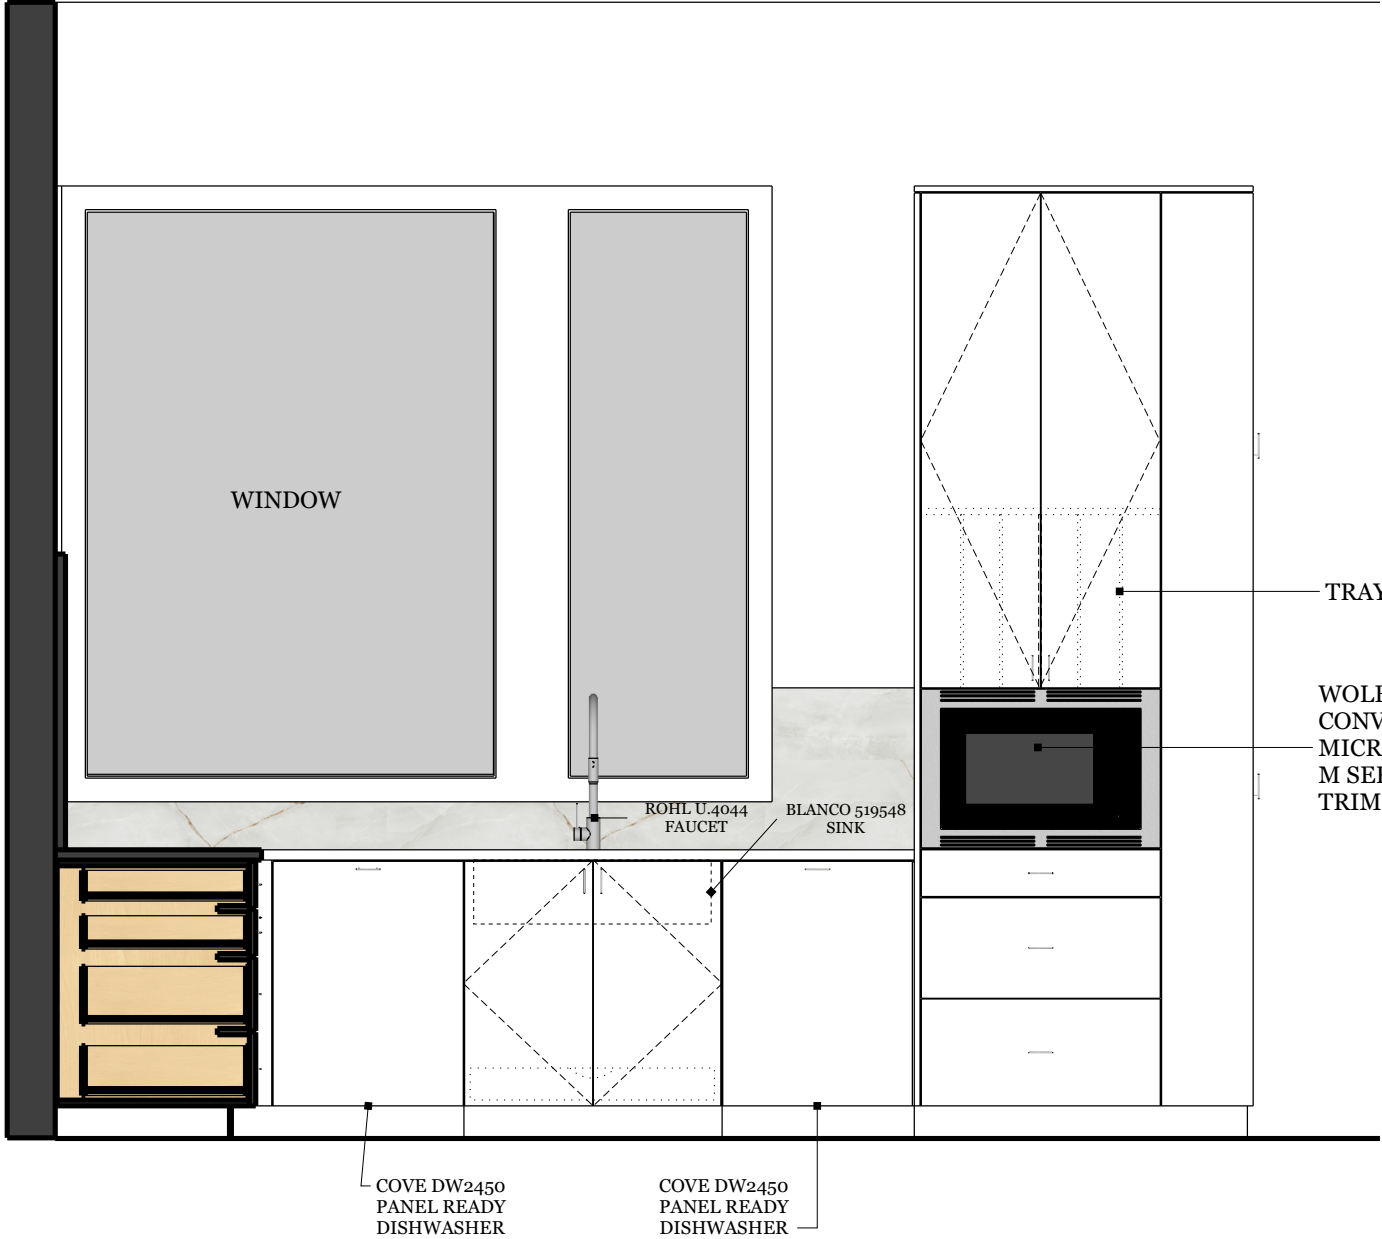 WINDOW
TRAY
WOLF
CONV
MICR
M SER
TRIM
ROHL U.4044
FAUCET
BLANCO 519548
SINK
COVE DW2450
PANEL READY
DISHWASHER
COVE DW2450
PANEL READY
DISHWASHER